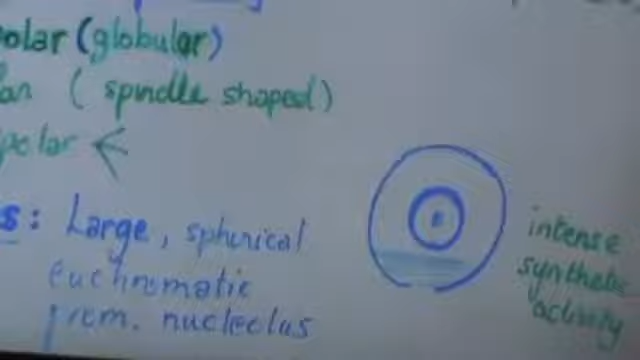 olar (globular)
lar ( spindle shaped)
polar <
s: Large, spherical
euchromatic
prom. nucleolus
intense
synthetic
activity